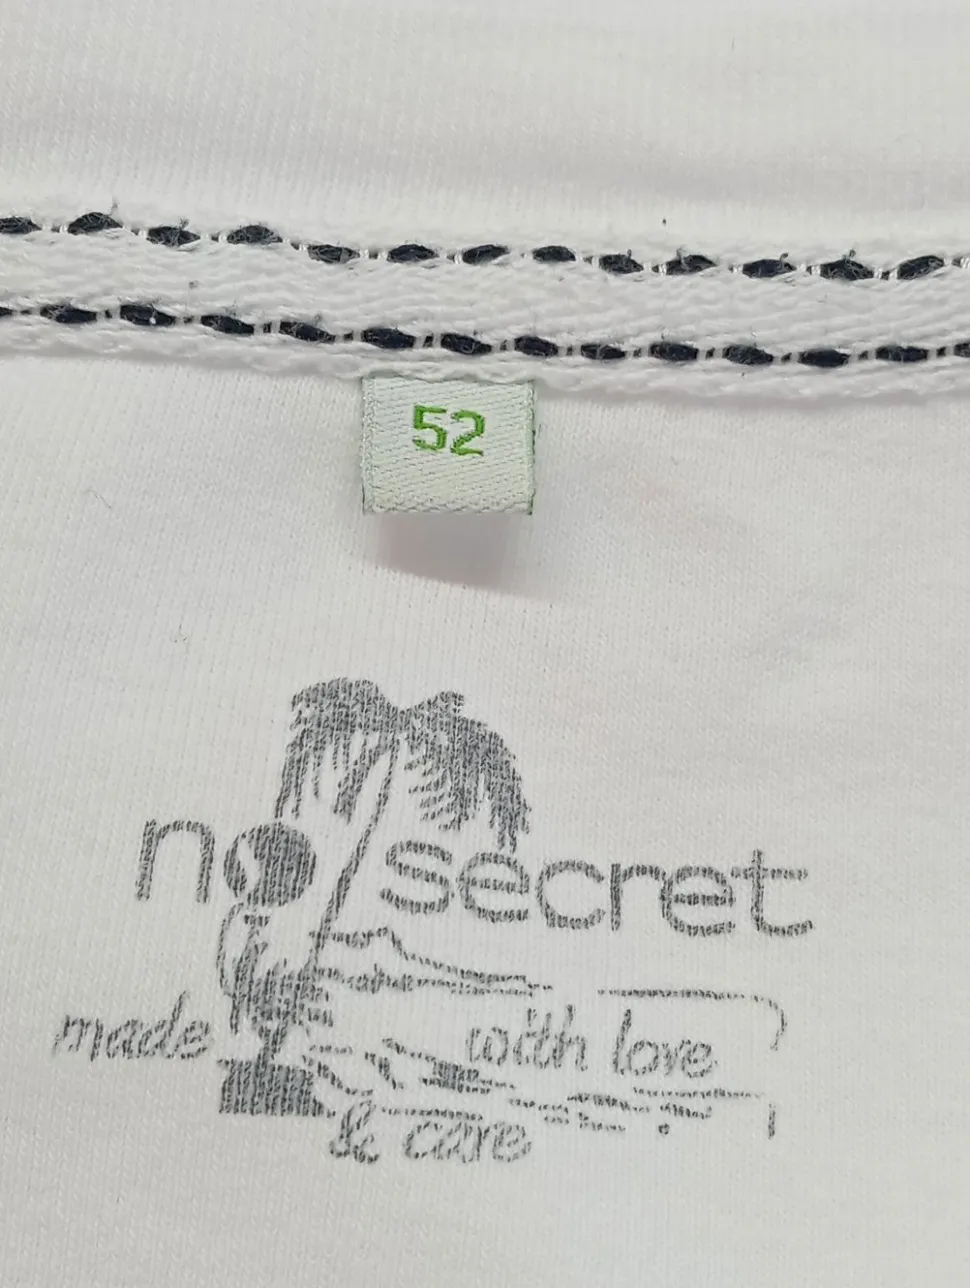 52
no secret
made with love
& care